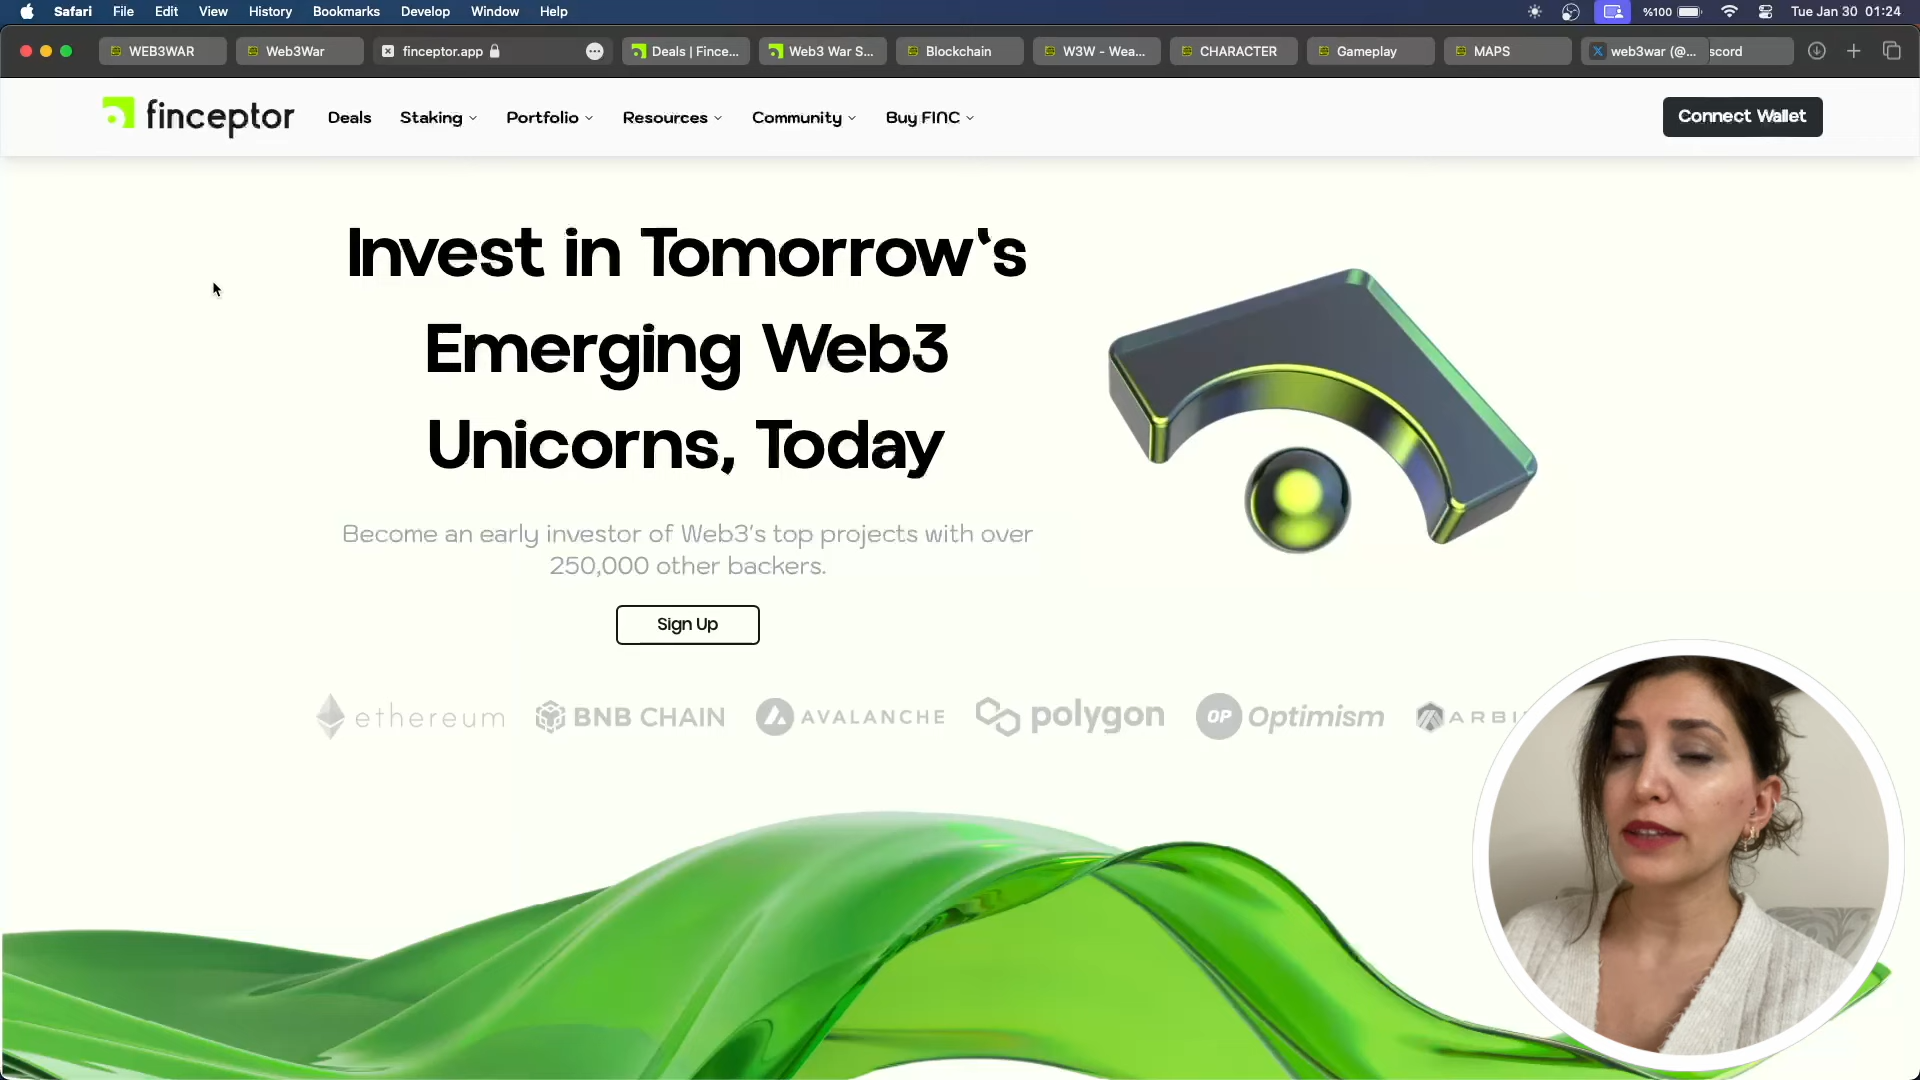 Safari File Edit View History Bookmarks Develop Window Help %100 Tue Jan 30 01:24
WEB3WAR Web3War finceptor.app Deals | Fince... Web3 War S... Blockchain W3W - Wea... CHARACTER Gameplay MAPS web3war (@... scord
finceptor Deals Staking Portfolio Resources Community Buy FINC Connect Wallet
Invest in Tomorrow‘s
Emerging Web3
Unicorns, Today
Become an early investor of Web3's top projects with over
250,000 other backers.
Sign Up
ethereum BNB CHAIN AVALANCHE polygon OP Optimism ARBI